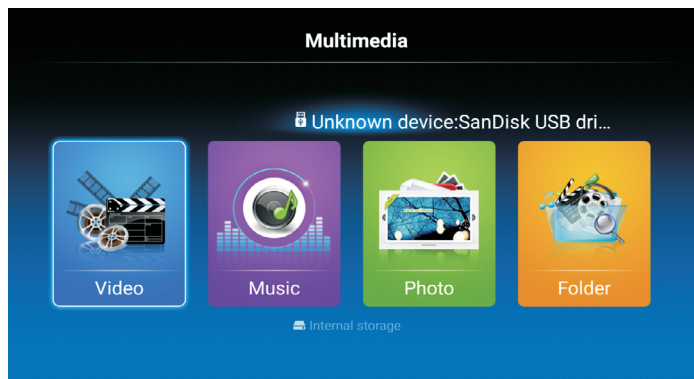 Multimedia
Unknown device:SanDisk USB dri...
Video
Music
Photo
Folder
Internal storage